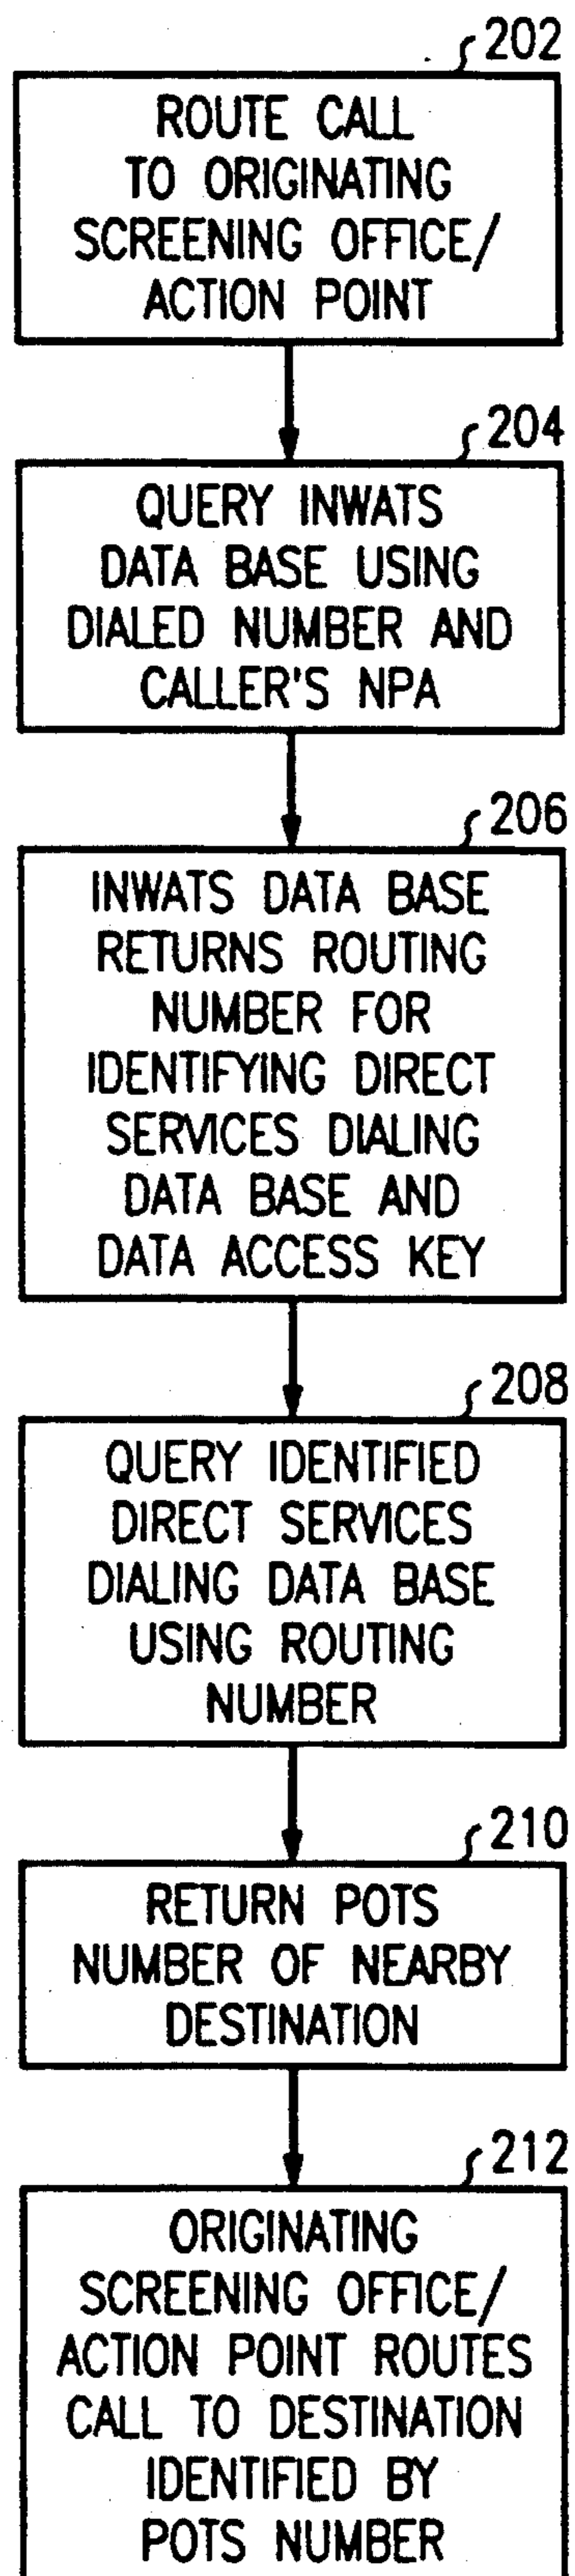 202
ROUTE CALL
TO ORIGINATING
SCREENING OFFICE/
ACTION POINT
204
QUERY INWATS
DATA BASE USING
DIALED NUMBER AND
CALLER'S NPA
206
INWATS DATA BASE
RETURNS ROUTING
NUMBER FOR
IDENTIFYING DIRECT
SERVICES DIALING
DATA BASE AND
DATA ACCESS KEY
208
QUERY IDENTIFIED
DIRECT SERVICES
DIALING DATA BASE
USING ROUTING
NUMBER
210
RETURN POTS
NUMBER OF NEARBY
DESTINATION
212
ORIGINATING
SCREENING OFFICE/
ACTION POINT ROUTES
CALL TO DESTINATION
IDENTIFIED BY
POTS NUMBER